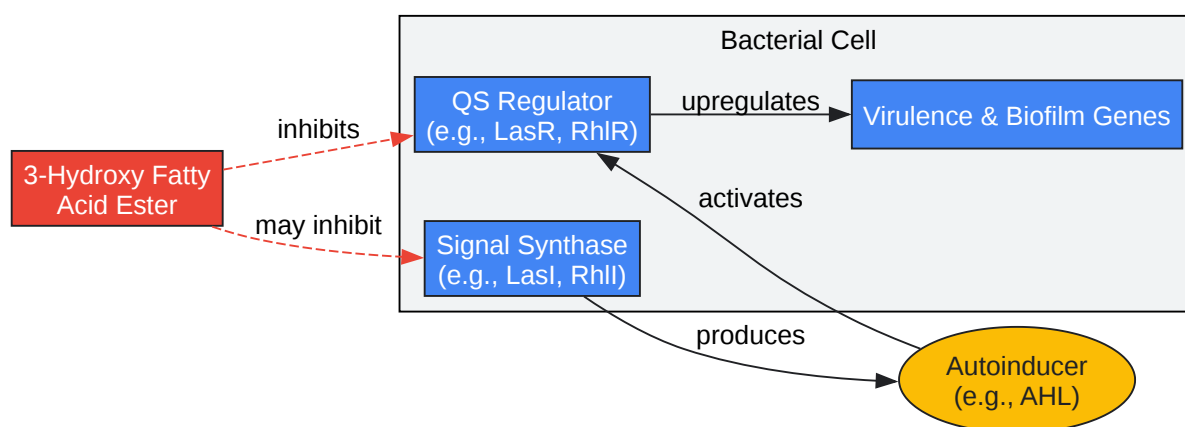 Bacterial Cell
QS Regulator
(e.g., LasR, RhlR)
upregulates
Virulence & Biofilm Genes
inhibits
3-Hydroxy Fatty
Acid Ester
may inhibit
activates
Signal Synthase
(e.g., LasI, RhlI)
produces
Autoinducer
(e.g., AHL)